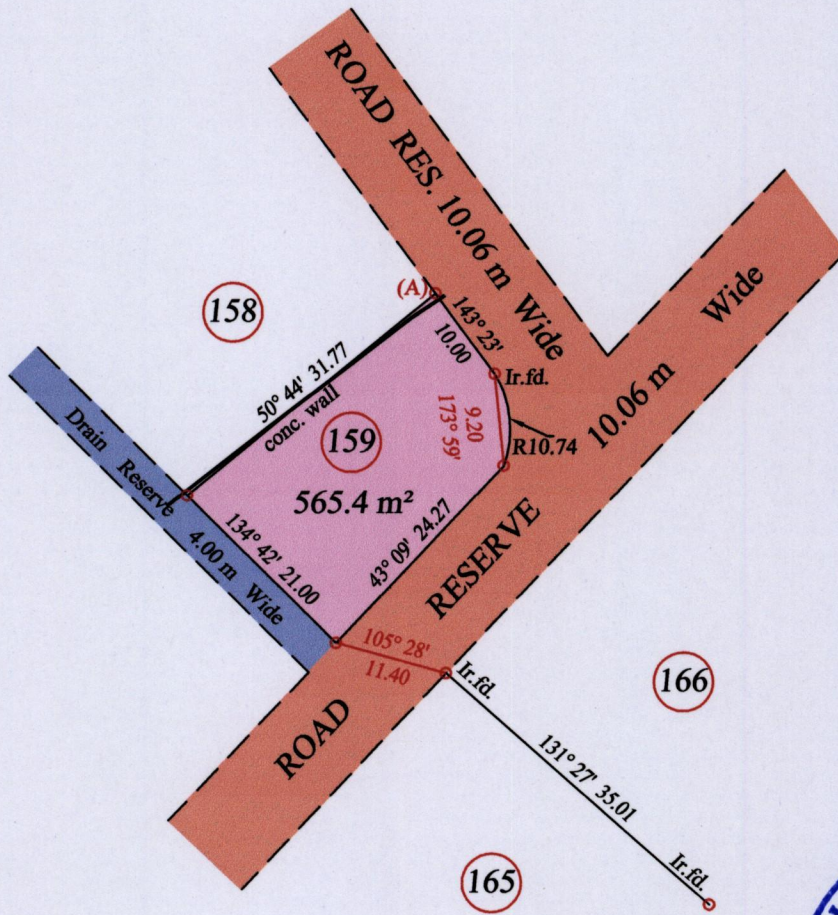 ROAD RES. 10.06 m Wide
Wide
10.06 m
RESERVE
ROAD
158
(A)
143° 23'
10.00
Ir.fd.
50° 44' 31.77
conc. wall
159
9.20
173° 59'
R10.74
565.4 m²
Drain Reserve
4.00 m Wide
134° 42' 21.00
43° 09' 24.27
105° 28'
11.40
Ir.fd.
166
131° 27' 35.01
Ir.fd.
165